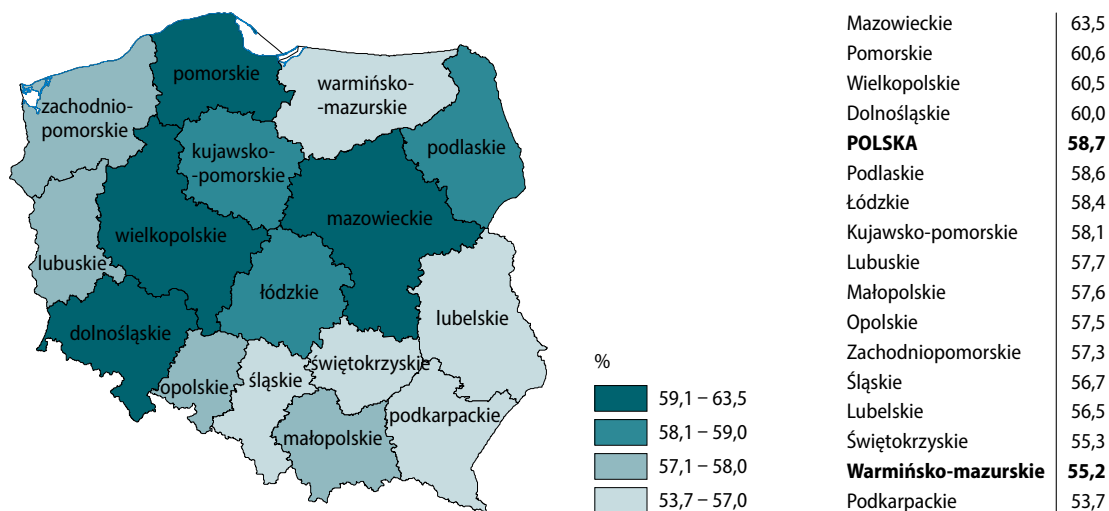 pomorskie
warmińsko-
-mazurskie
zachodnio-
pomorskie
kujawsko-
-pomorskie
podlaskie
mazowieckie
wielkopolskie
lubuskie
łódzkie
dolnośląskie
lubelskie
opolskie
śląskie
świętokrzyskie
podkarpackie
małopolskie
%
59,1 – 63,5
58,1 – 59,0
57,1 – 58,0
53,7 – 57,0
Mazowieckie 63,5
Pomorskie 60,6
Wielkopolskie 60,5
Dolnośląskie 60,0
POLSKA 58,7
Podlaskie 58,6
Łódzkie 58,4
Kujawsko-pomorskie 58,1
Lubuskie 57,7
Małopolskie 57,6
Opolskie 57,5
Zachodniopomorskie 57,3
Śląskie 56,7
Lubelskie 56,5
Świętokrzyskie 55,3
Warmińsko-mazurskie 55,2
Podkarpackie 53,7